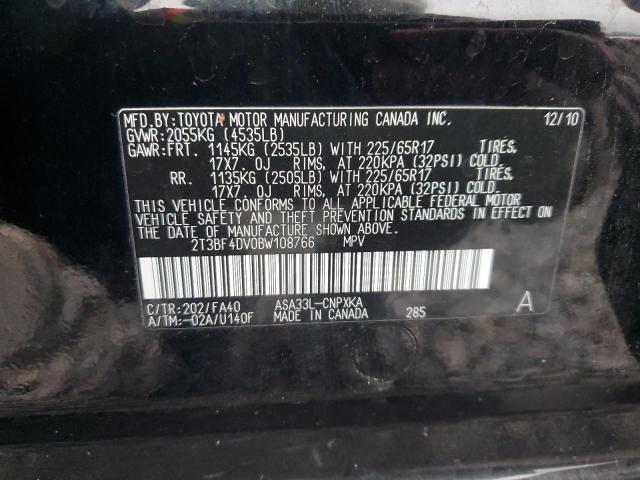 MFD.BY:TOYOTA MOTOR MANUFACTURING CANADA INC. 12/10
GVWR:2055KG (4535LB)
GAWR:FRT. 1145KG (2535LB) WITH 225/65R17 TIRES,
17X7.0J RIMS, AT 220KPA (32PSI) COLD.
RR. 1135KG (2505LB) WITH 225/65R17 TIRES,
17X7.0J RIMS, AT 220KPA (32PSI) COLD.
THIS VEHICLE CONFORMS TO ALL APPLICABLE FEDERAL MOTOR
VEHICLE SAFETY AND THEFT PREVENTION STANDARDS IN EFFECT ON
THE DATE OF MANUFACTURE SHOWN ABOVE.
2T3BF4DV0BW108766 MPV
C/TR:202/FA40 ASA33L-CNPXKA
A/TM:-02A/U140F MADE IN CANADA 285 A